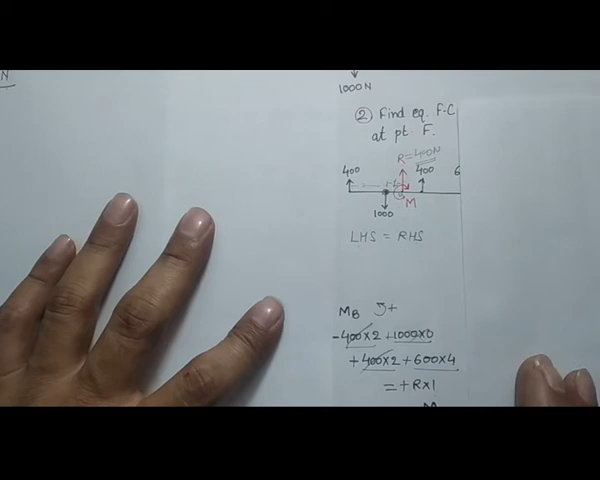 N
1000N
② Find eq. F-C
at pt. F.
R = 400N
400
400
6
M
1000
LHS = RHS
MB ↺+
-400×2 +1000×0
+400×2 +600×4
= +R×1
M